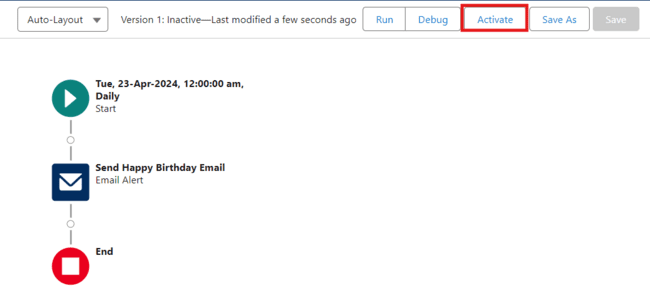 Auto-Layout Version 1: Inactive—Last modified a few seconds ago Run Debug Activate Save As Save
Tue, 23-Apr-2024, 12:00:00 am,
Daily
Start
Send Happy Birthday Email
Email Alert
End